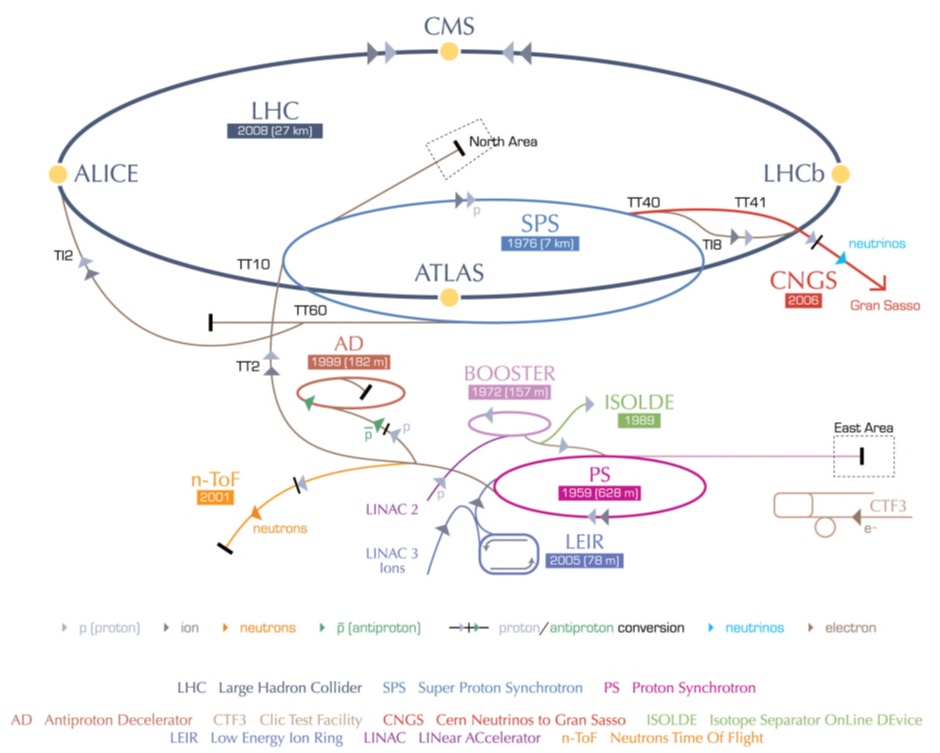 CMS
LHC
2008 (27 km)
North Area
ALICE
LHCb
p
TT40
TT41
SPS
1976 (7 km)
TI8
neutrinos
TI2
TT10
ATLAS
CNGS
2006
Gran Sasso
TT60
AD
1999 (182 m)
TT2
BOOSTER
1972 (157 m)
ISOLDE
1989
p̄
p
East Area
n-ToF
2001
PS
1959 (628 m)
p
LINAC 2
CTF3
e-
neutrons
LEIR
2005 (78 m)
LINAC 3
Ions
p (proton) ion neutrons p̄ (antiproton) proton/antiproton conversion neutrinos electron
LHC Large Hadron Collider SPS Super Proton Synchrotron PS Proton Synchrotron
AD Antiproton Decelerator CTF3 Clic Test Facility CNGS Cern Neutrinos to Gran Sasso ISOLDE Isotope Separator OnLine DEvice
LEIR Low Energy Ion Ring LINAC LINear ACcelerator n-ToF Neutrons Time Of Flight